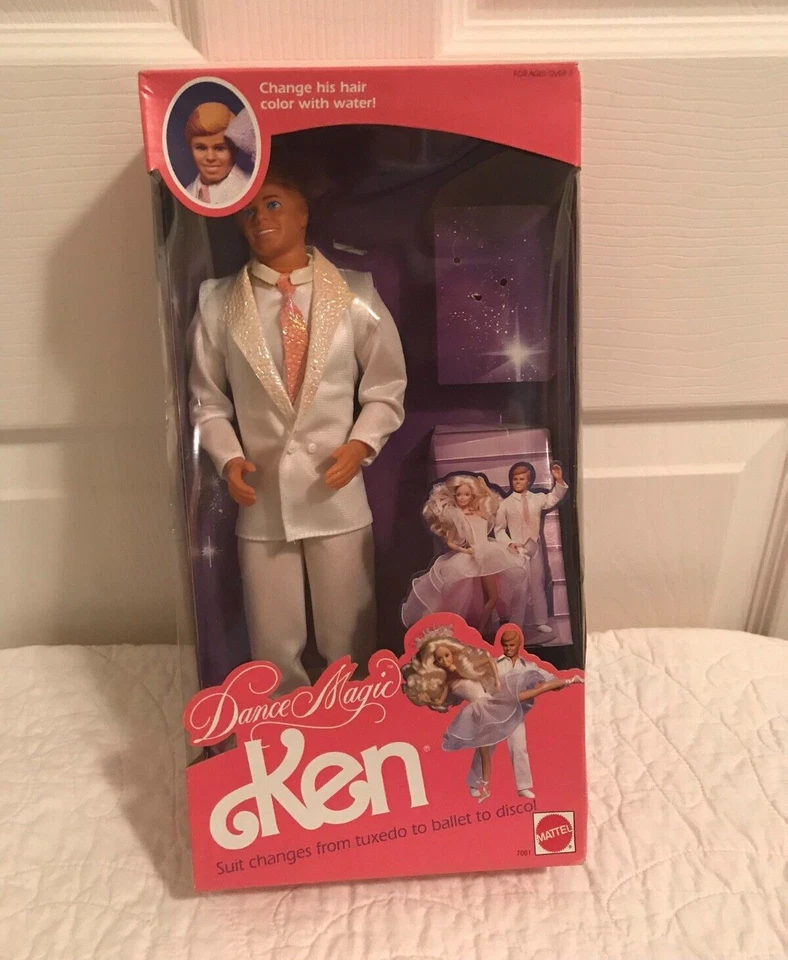 Change his hair
color with water!
FOR AGES OVER 3
Dance Magic
Ken®
Suit changes from tuxedo to ballet to disco!
7081
MATTEL